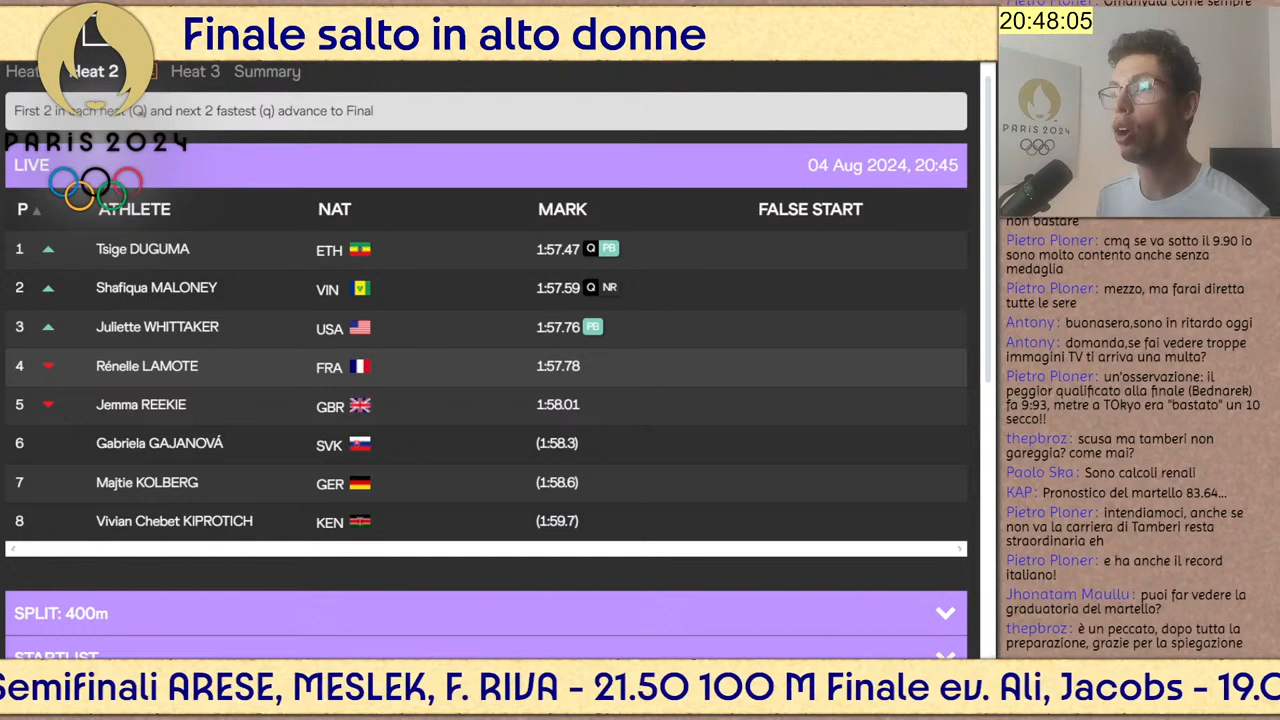 Finale salto in alto donne
20:48:05
Heat 2 Heat 3 Summary
First 2 in each heat (Q) and next 2 fastest (q) advance to Final
PARIS 2024
LIVE 04 Aug 2024, 20:45
P ATHLETE NAT MARK FALSE START
1 Tsige DUGUMA ETH 1:57.47 Q PB
2 Shafiqua MALONEY VIN 1:57.59 Q NR
3 Juliette WHITTAKER USA 1:57.76 PB
4 Rénelle LAMOTE FRA 1:57.78
5 Jemma REEKIE GBR 1:58.01
6 Gabriela GAJANOVÁ SVK (1:58.3)
7 Majtie KOLBERG GER (1:58.6)
8 Vivian Chebet KIPROTICH KEN (1:59.7)
SPLIT: 400m
STARTLIST
PARIS 2024
non bastare
Pietro Ploner: cmq se va sotto il 9.90 io
sono molto contento anche senza
medaglia
Pietro Ploner: mezzo, ma farai diretta
tutte le sere
Antony: buonasera,sono in ritardo oggi
Antony: domanda,se fai vedere troppe
immagini TV ti arriva una multa?
Pietro Ploner: un'osservazione: il
peggior qualificato alla finale (Bednarek)
fa 9:93, metre a TOkyo era "bastato" un 10
secco!!
thepbroz: scusa ma tamberi non
gareggia? come mai?
Paolo Ska: Sono calcoli renali
KAP: Pronostico del martello 83.64...
Pietro Ploner: intendiamoci, anche se
non va la carriera di Tamberi resta
straordinaria eh
Pietro Ploner: e ha anche il record
italiano!
Jhonatam Maullu: puoi far vedere la
graduatoria del martello?
thepbroz: è un peccato, dopo tutta la
preparazione, grazie per la spiegazione
Semifinali ARESE, MESLEK, F. RIVA - 21.50 100 M Finale ev. Ali, Jacobs - 19.0